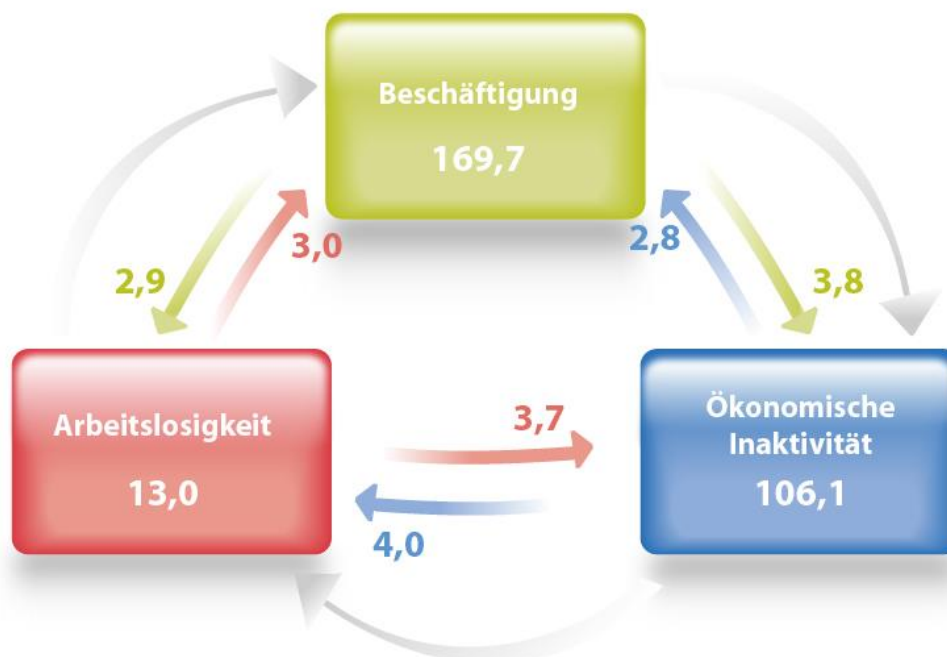 Beschäftigung
169,7
2,9
3,0
2,8
3,8
Arbeitslosigkeit
13,0
3,7
4,0
Ökonomische
Inaktivität
106,1